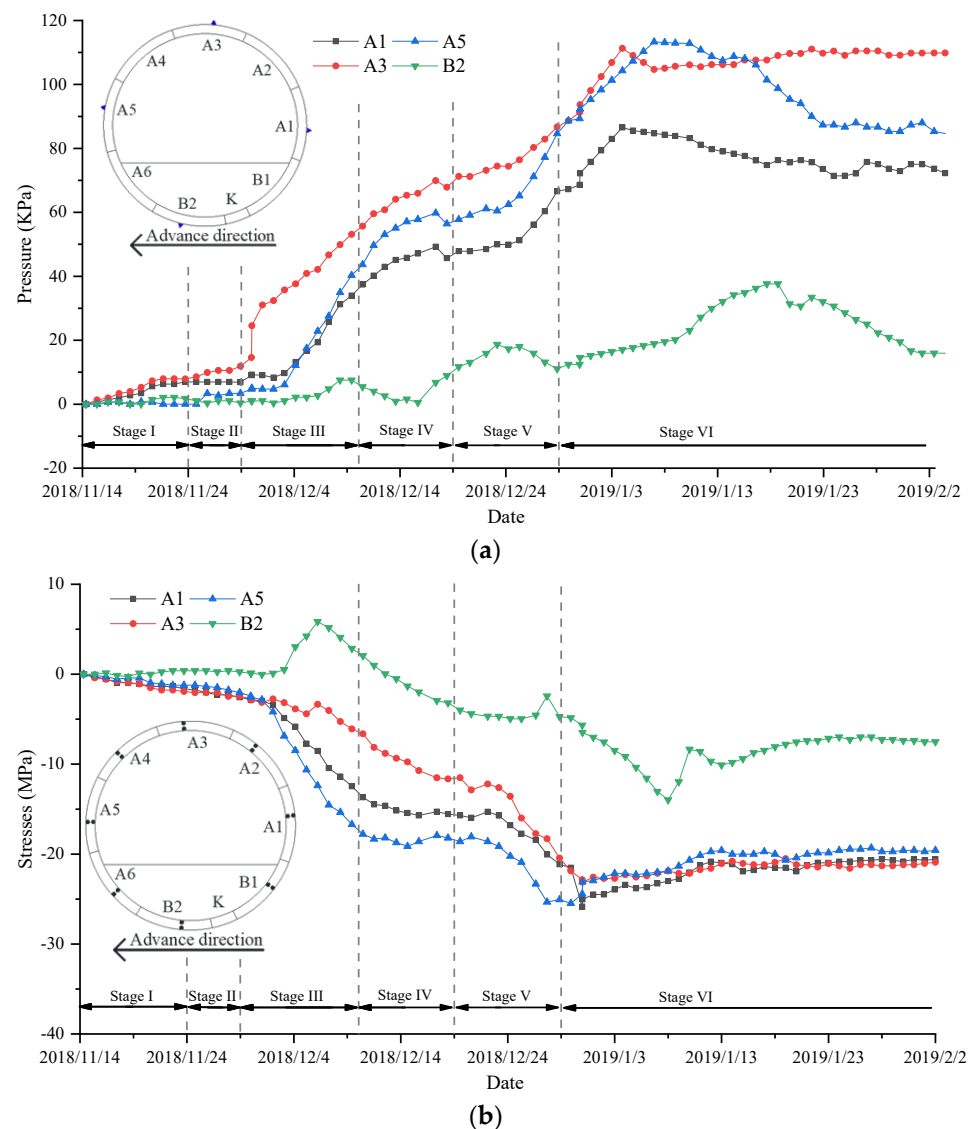 120
100
80
60
40
20
0
-20
Pressure (KPa)
A1 A5
A3 B2
A3
A4 A2
A5
A1
A6
B1
B2 K
Advance direction
Stage I Stage II Stage III Stage IV Stage V Stage VI
2018/11/14 2018/11/24 2018/12/4 2018/12/14 2018/12/24 2019/1/3 2019/1/13 2019/1/23 2019/2/2
Date
(a)
10
0
-10
-20
-30
-40
Stresses (MPa)
A1 A5
A3 B2
A3
A4 A2
A5
A1
A6
B1
B2 K
Advance direction
Stage I Stage II Stage III Stage IV Stage V Stage VI
2018/11/14 2018/11/24 2018/12/4 2018/12/14 2018/12/24 2019/1/3 2019/1/13 2019/1/23 2019/2/2
Date
(b)